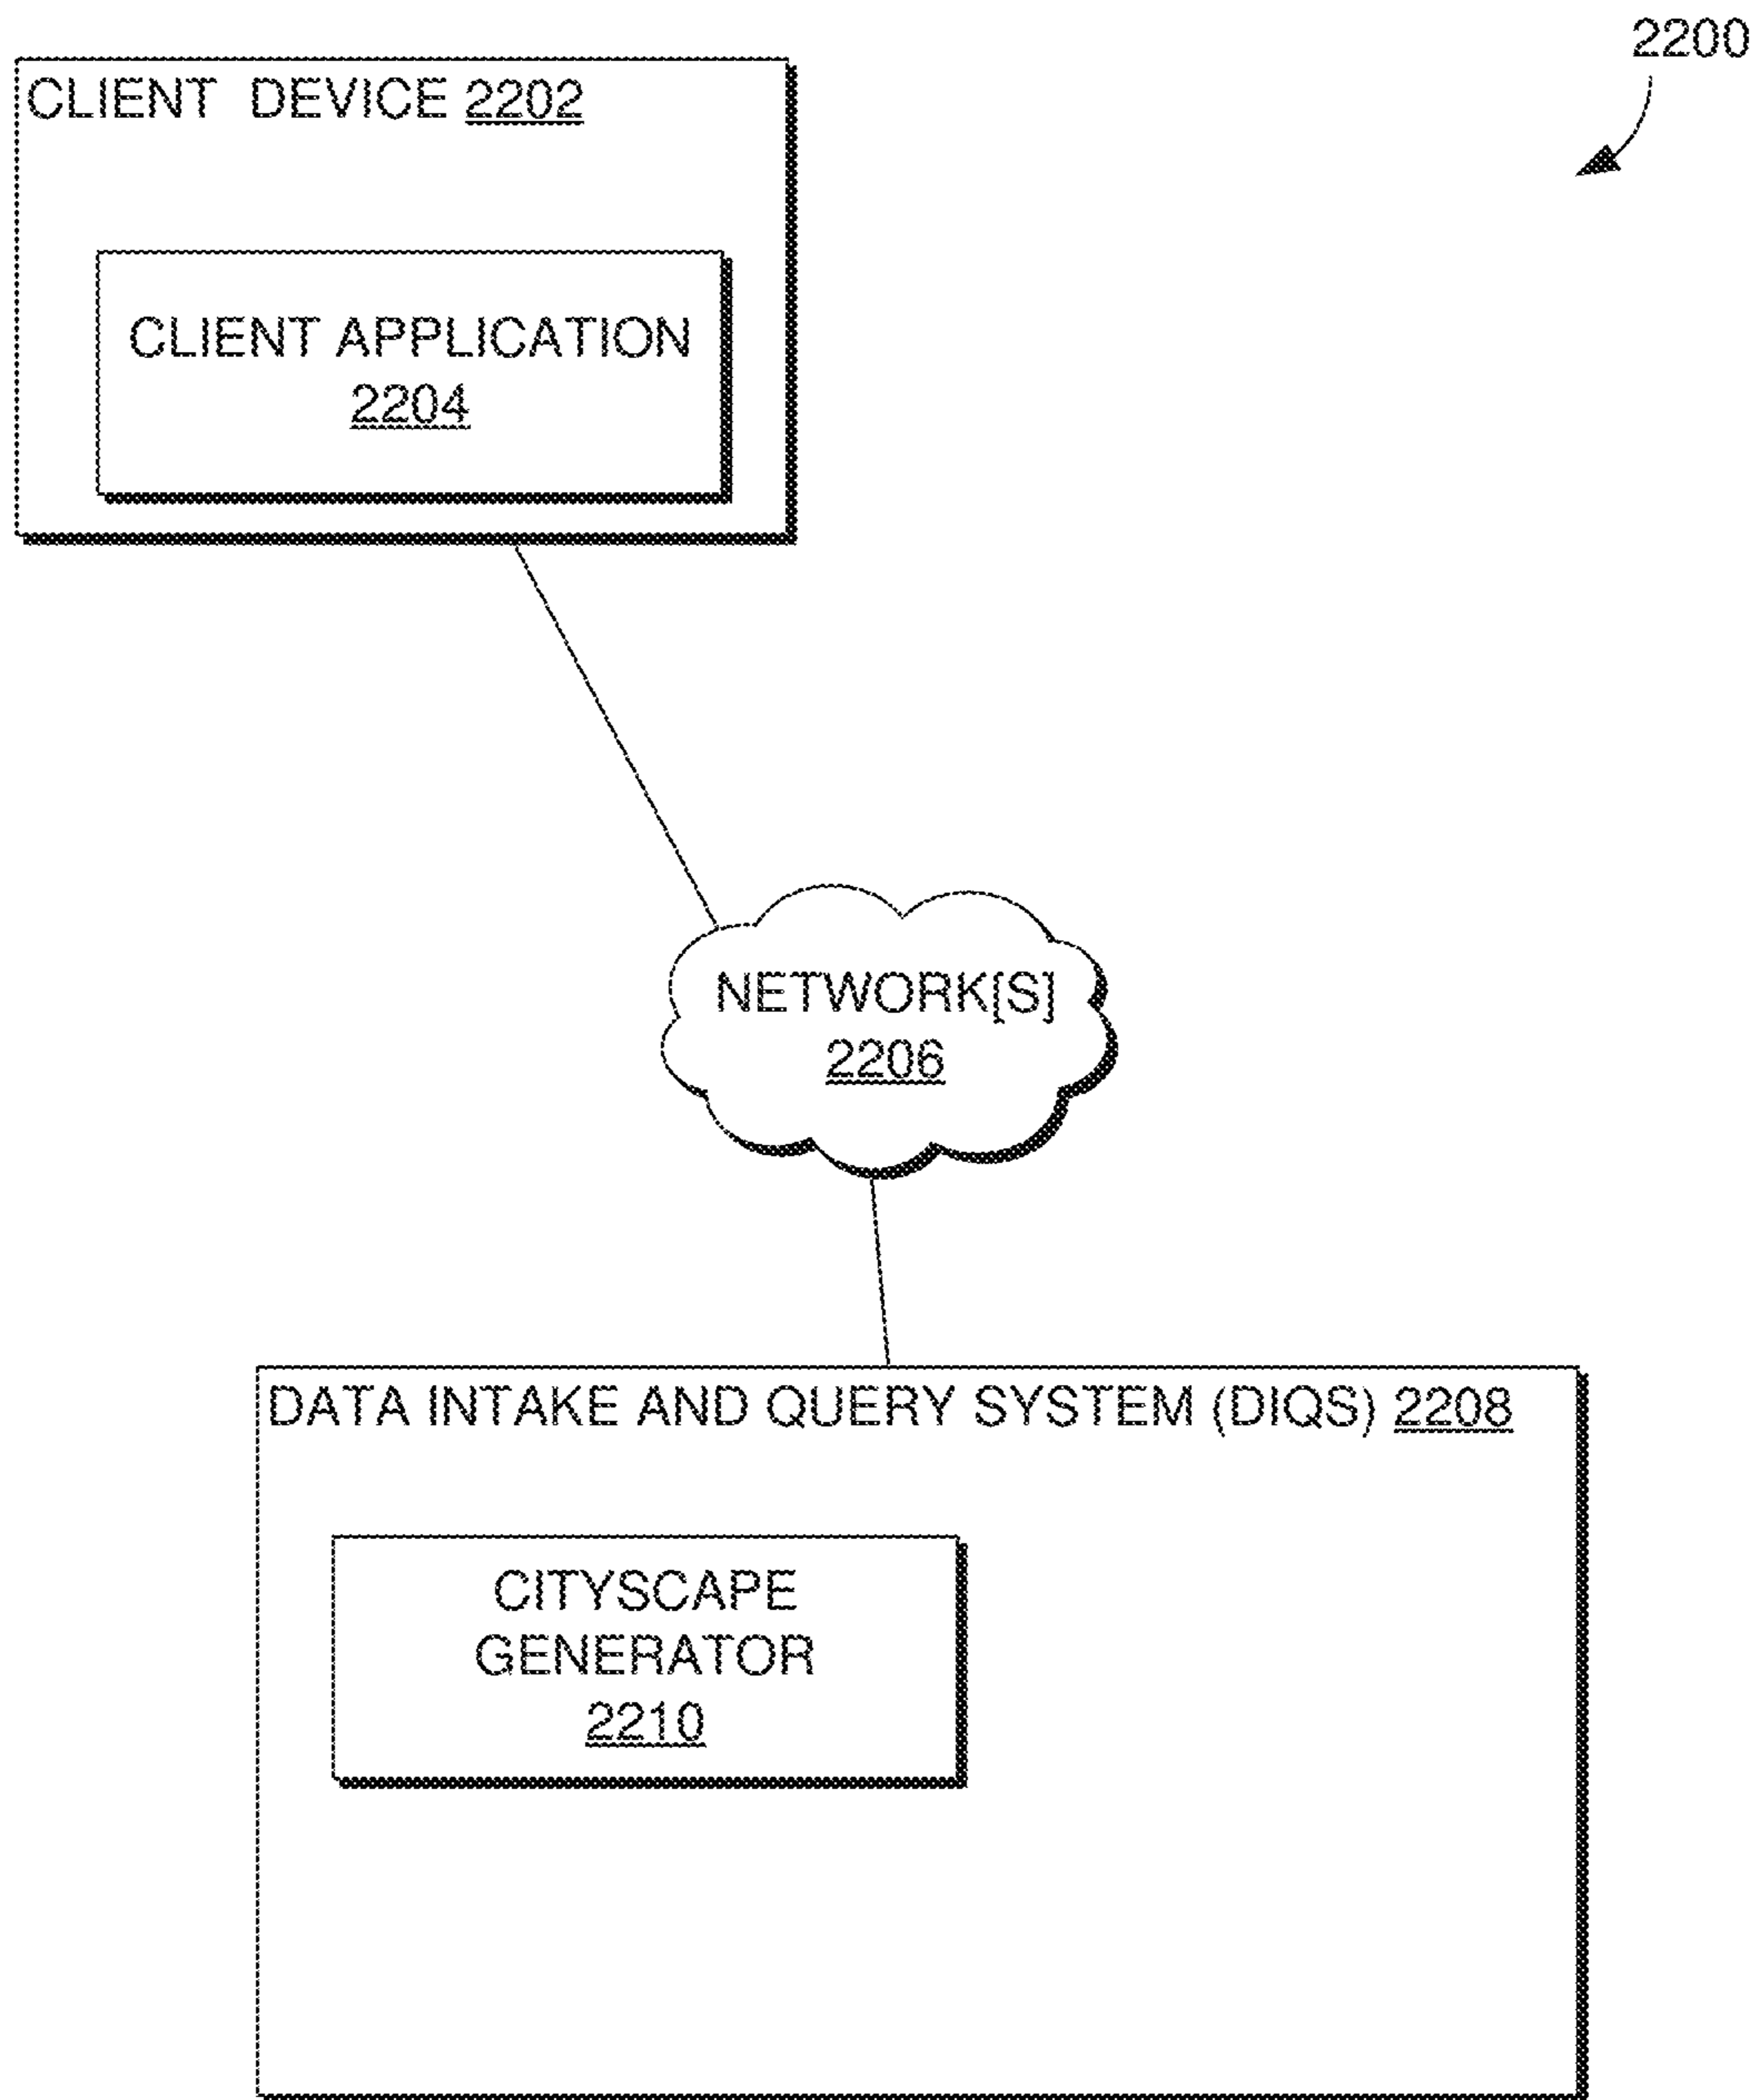 2200
CLIENT DEVICE 2202
CLIENT APPLICATION
2204
NETWORK[S]
2206
DATA INTAKE AND QUERY SYSTEM (DIQS) 2208
CITYSCAPE
GENERATOR
2210